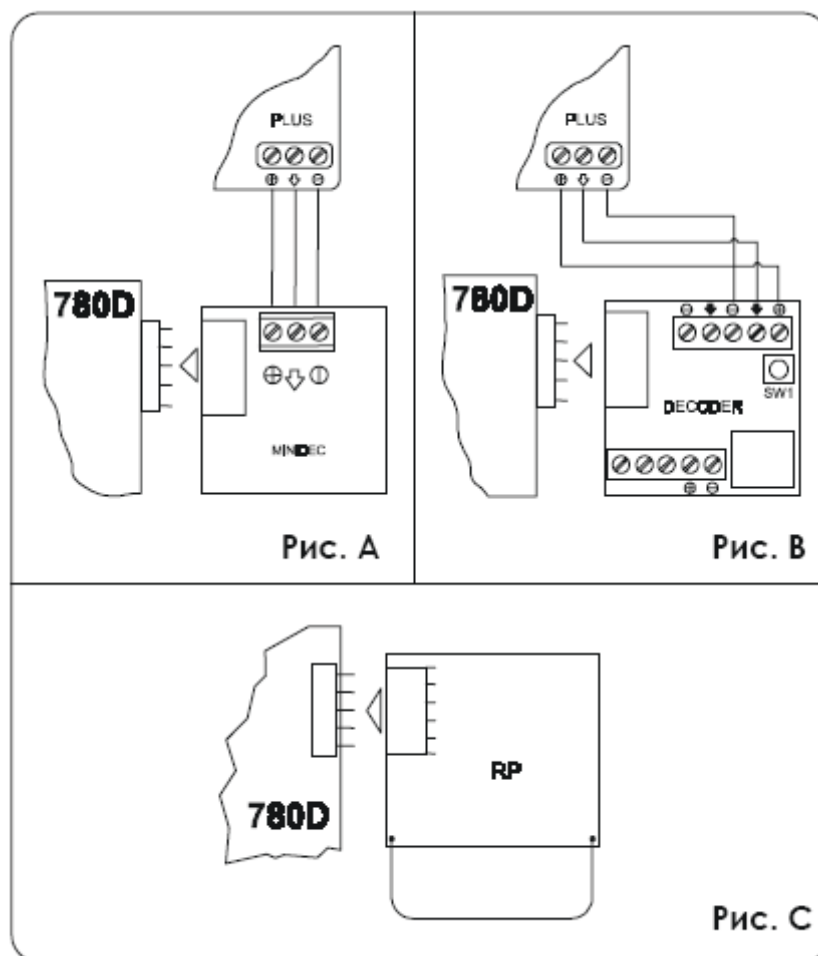 PLUS
780D
MINIDEC
Рис. A
PLUS
780D
SW1
DECODER
Рис. B
780D
RP
Рис. C